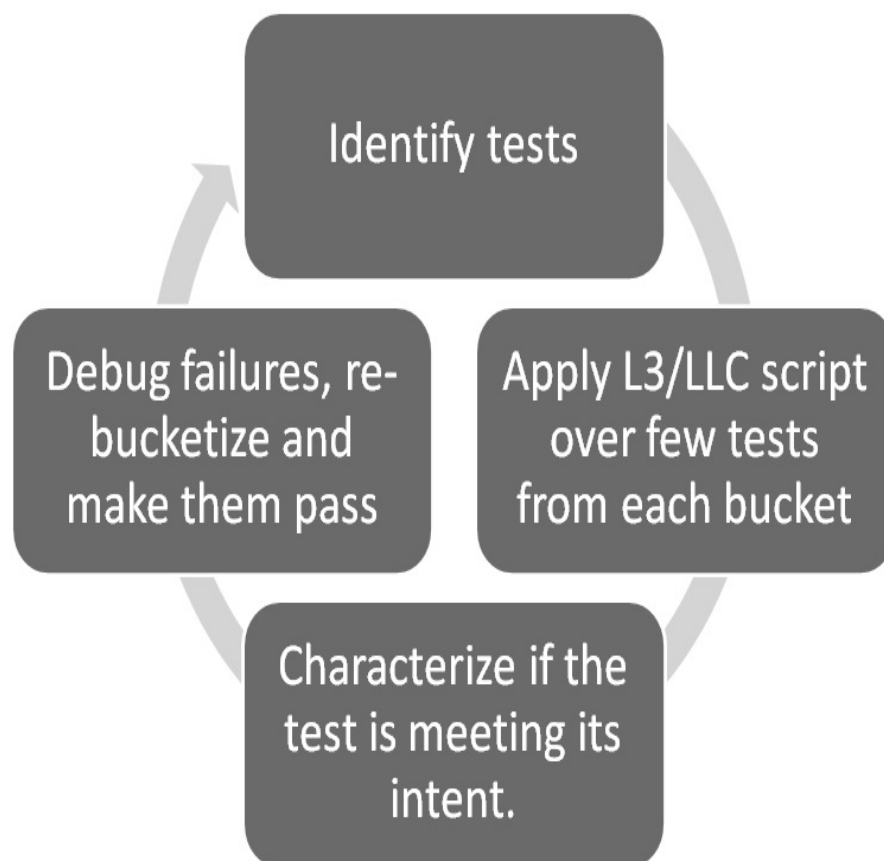 Identify tests
Apply L3/LLC script
over few tests
from each bucket
Characterize if the
test is meeting its
intent.
Debug failures, re-
bucketize and
make them pass